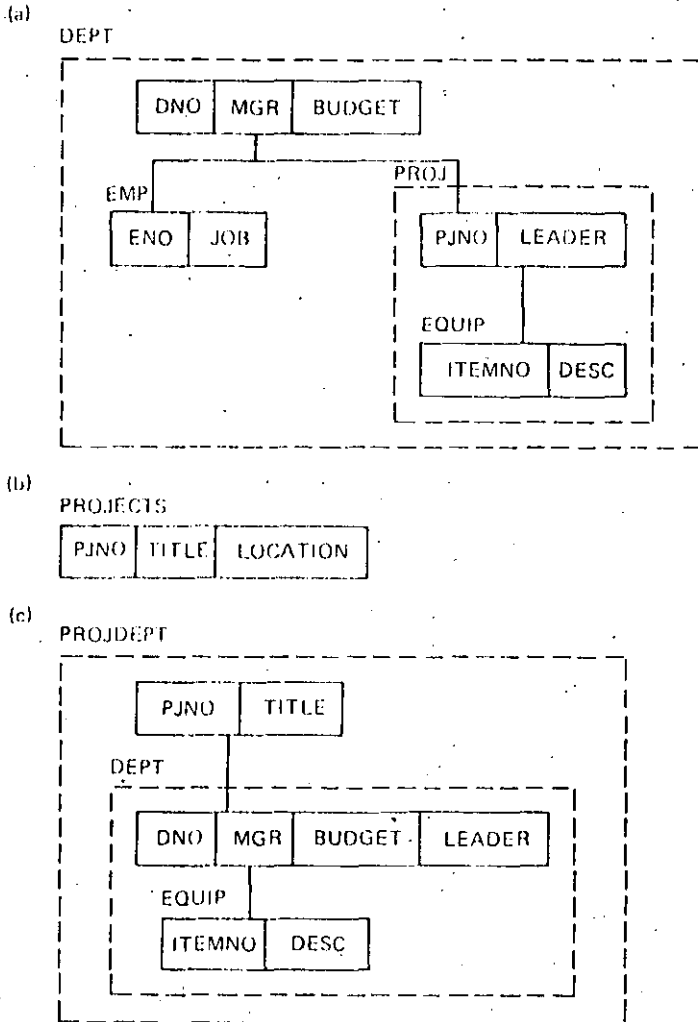 (a)
DEPT
DNO MGR BUDGET
EMP
PROJ
ENO JOB
PJNO LEADER
EQUIP
ITEMNO DESC
(b)
PROJECTS
PJNO TITLE LOCATION
(c)
PROJDEPT
PJNO TITLE
DEPT
DNO MGR BUDGET LEADER
EQUIP
ITEMNO DESC